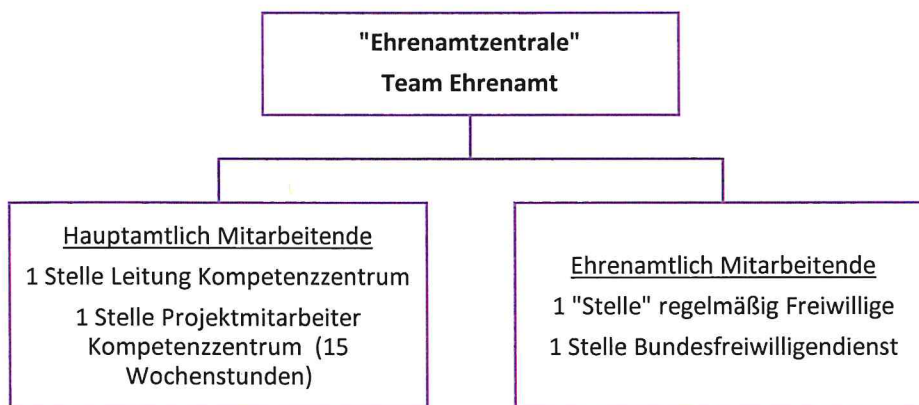 "Ehrenamtzentrale"
Team Ehrenamt
Hauptamtlich Mitarbeitende
1 Stelle Leitung Kompetenzzentrum
1 Stelle Projektmitarbeiter
Kompetenzzentrum (15
Wochenstunden)
Ehrenamtlich Mitarbeitende
1 "Stelle" regelmäßig Freiwillige
1 Stelle Bundesfreiwilligendienst